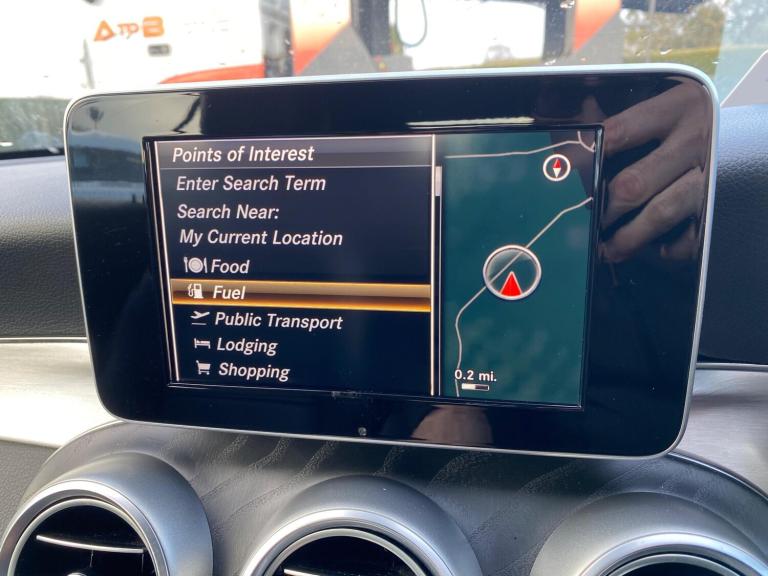 A TO B
Points of Interest
Enter Search Term
Search Near:
My Current Location
Food
Fuel
Public Transport
Lodging
Shopping
0.2 mi.